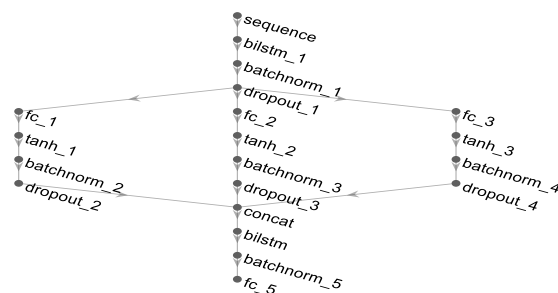 sequence
bilstm_1
batchnorm_1
dropout_1
fc_1
fc_2
fc_3
tanh_1
tanh_2
tanh_3
batchnorm_2
batchnorm_3
batchnorm_4
dropout_2
dropout_3
dropout_4
concat
bilstm
batchnorm_5
fc_5